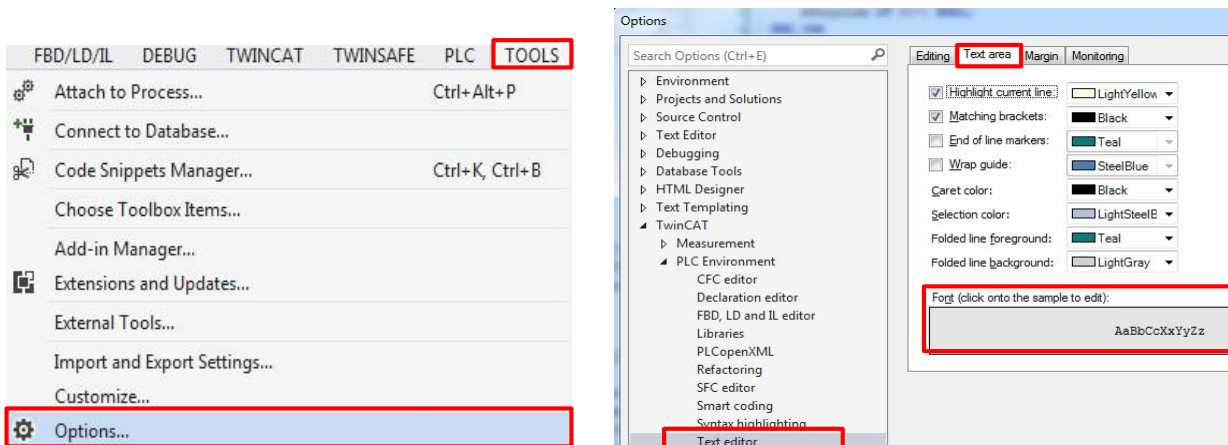 FBD/LD/IL DEBUG TWINCAT TWINSAFE PLC TOOLS
Attach to Process... Ctrl+Alt+P
Connect to Database...
Code Snippets Manager... Ctrl+K, Ctrl+B
Choose Toolbox Items...
Add-in Manager...
Extensions and Updates...
External Tools...
Import and Export Settings...
Customize...
Options...
Options
Search Options (Ctrl+E)
Environment
Projects and Solutions
Source Control
Text Editor
Debugging
Database Tools
HTML Designer
Text Templating
TwinCAT
Measurement
PLC Environment
CFC editor
Declaration editor
FBD, LD and IL editor
Libraries
PLCopenXML
Refactoring
SFC editor
Smart coding
Syntax highlighting
Text editor
Editing Text area Margin Monitoring
Highlight current line: LightYellow
Matching brackets: Black
End of line markers: Teal
Wrap guide: SteelBlue
Caret color: Black
Selection color: LightSteelB
Folded line foreground: Teal
Folded line background: LightGray
Font (click onto the sample to edit):
AaBbCcXxYyZz